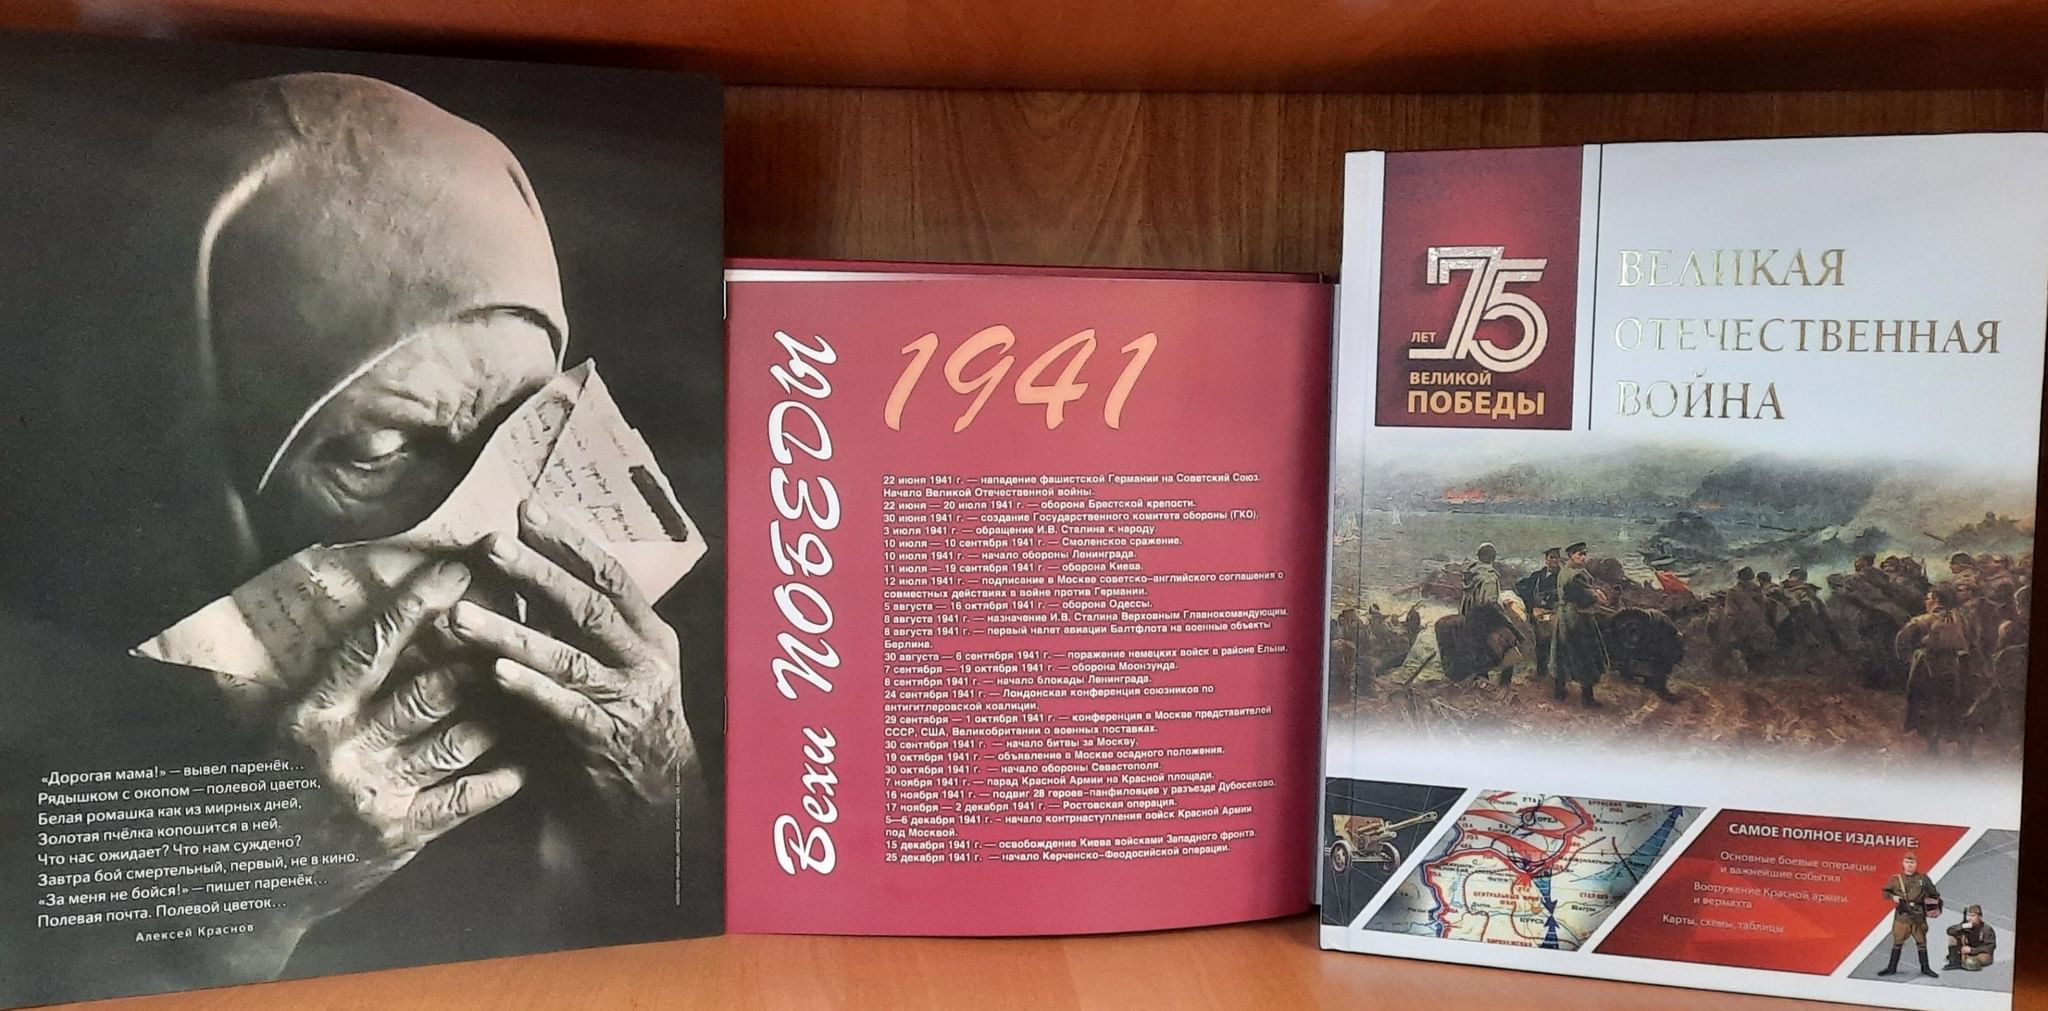 «Дорогая мама!» — вывел паренёк...
Рядышком с окопом — полевой цветок,
Белая ромашка как из мирных дней,
Золотая пчёлка копошится в ней.
Что нас ожидает? Что нам суждено?
Завтра бой смертельный, первый, не в кино.
«За меня не бойся!» — пишет паренёк...
Полевая почта. Полевой цветок...
Алексей Краснов
Вехи ПОБЕДЫ
1941
22 июня 1941 г. — нападение фашистской Германии на Советский Союз.
Начало Великой Отечественной войны.
22 июня — 20 июля 1941 г. — оборона Брестской крепости.
30 июня 1941 г. — создание Государственного комитета обороны (ГКО).
3 июля 1941 г. — обращение И.В. Сталина к народу.
10 июля — 10 сентября 1941 г. — Смоленское сражение.
10 июля 1941 г. — начало обороны Ленинграда.
11 июля — 19 сентября 1941 г. — оборона Киева.
12 июля 1941 г. — подписание в Москве советско-английского соглашения о
совместных действиях в войне против Германии.
5 августа — 16 октября 1941 г. — оборона Одессы.
8 августа 1941 г. — назначение И.В. Сталина Верховным Главнокомандующим.
8 августа 1941 г. — первый налет авиации Балтфлота на военные объекты
Берлина.
30 августа — 6 сентября 1941 г. — поражение немецких войск в районе Ельни.
7 сентября — 19 октября 1941 г. — оборона Моонзунда.
8 сентября 1941 г. — начало блокады Ленинграда.
24 сентября 1941 г. — Лондонская конференция союзников по
антигитлеровской коалиции.
29 сентября — 1 октября 1941 г. — конференция в Москве представителей
СССР, США, Великобритании о военных поставках.
30 сентября 1941 г. — начало битвы за Москву.
19 октября 1941 г. — объявление в Москве осадного положения.
30 октября 1941 г. — начало обороны Севастополя.
7 ноября 1941 г. — парад Красной Армии на Красной площади.
16 ноября 1941 г. — подвиг 28 героев-панфиловцев у разъезда Дубосеково.
17 ноября — 2 декабря 1941 г. — Ростовская операция.
5—6 декабря 1941 г. – начало контрнаступления войск Красной Армии
под Москвой.
15 декабря 1941 г. — освобождение Киева войсками Западного фронта.
25 декабря 1941 г. — начало Керченско-Феодосийской операции.
75
ЛЕТ
ВЕЛИКОЙ
ПОБЕДЫ
ВЕЛИКАЯ
ОТЕЧЕСТВЕННАЯ
ВОЙНА
САМОЕ ПОЛНОЕ ИЗДАНИЕ:
Основные боевые операции
и важнейшие события
Вооружение Красной армии
и вермахта
Карты, схемы, таблицы
ОРЕЛ
КУРСК